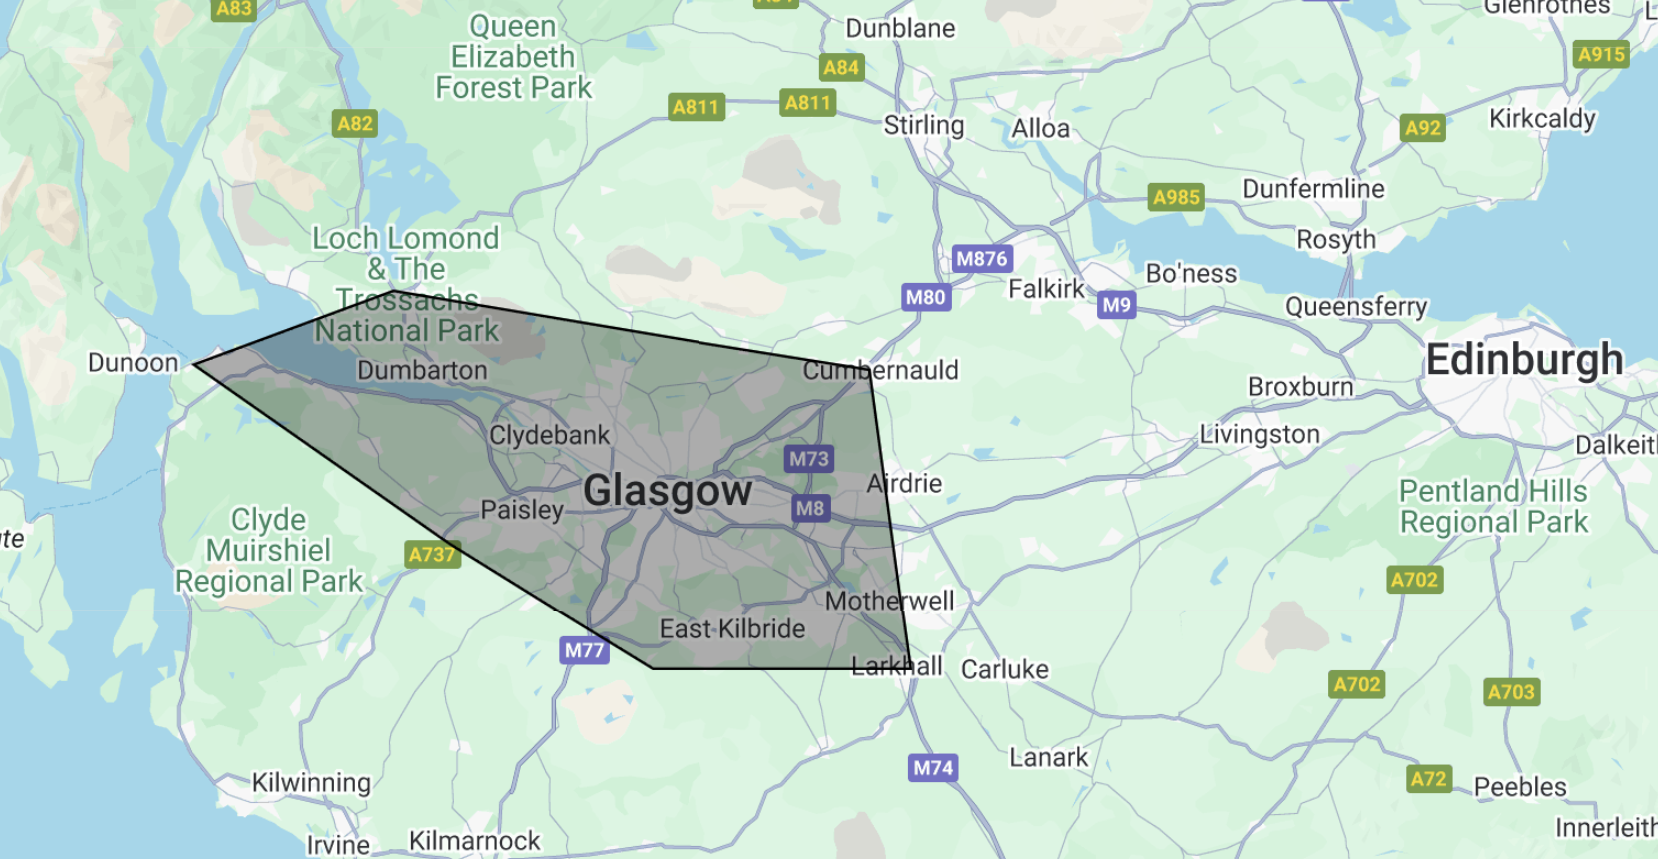 A83
Queen
Elizabeth
Forest Park
Dunblane
Glenrothes
A84
A915
A82
A811
A811
Stirling
Alloa
A92
Kirkcaldy
Dunfermline
A985
Rosyth
Loch Lomond
& The
Trossachs
National Park
M876
M80
Falkirk
M9
Bo'ness
Queensferry
Dunoon
Dumbarton
Cumbernauld
Broxburn
Edinburgh
Clydebank
M73
Livingston
Dalkeit
Glasgow
M8
Airdrie
Paisley
Pentland Hills
Regional Park
Clyde
Muirshiel
Regional Park
A737
A702
Motherwell
East Kilbride
M77
Larkhall
Carluke
A702
A703
Lanark
M74
A72
Peebles
Kilwinning
Innerleith
Irvine
Kilmarnock